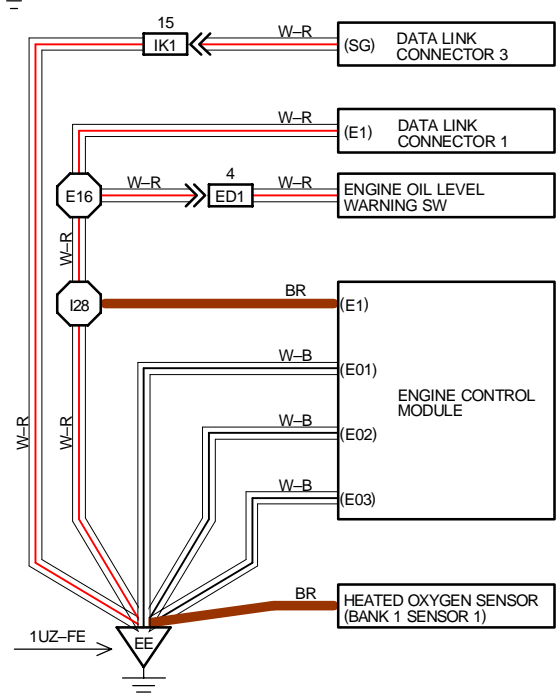 15
IK1
W–R
(SG)
DATA LINK
CONNECTOR 3
W–R
(E1)
DATA LINK
CONNECTOR 1
E16
W–R
4
ED1
W–R
ENGINE OIL LEVEL
WARNING SW
W–R
I28
BR
(E1)
W–B
(E01)
ENGINE CONTROL
MODULE
W–R
W–R
W–B
(E02)
W–B
(E03)
BR
HEATED OXYGEN SENSOR
(BANK 1 SENSOR 1)
1UZ–FE
EE